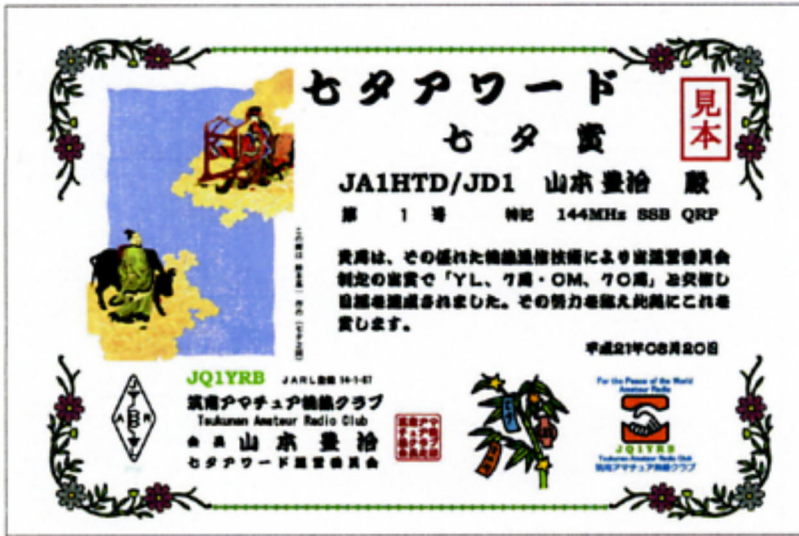 七夕アワード
見本
七夕賞
JA1HTD/JD1 山本 豊治 殿
第 1 号 特記 144MHz SSB QRP
貴局は、その優れた無線通信技術により当運営委員会
制定の当賞で「YL、7局・OM、70局」と交信し
目標を達成されました。その努力を称え此処にこれを
賞します。
平成21年08月20日
JQ1YRB JARL登録 14-1-87
筑南アマチュア無線クラブ
Tsukunan Amateur Radio Club
会長 山本 豊治
七夕アワード運営委員会
J
A R
For the Peace of the World
Amateur Radio
JQ1YRB
Tsukunan Amateur Radio Club
筑南アマチュア無線クラブ